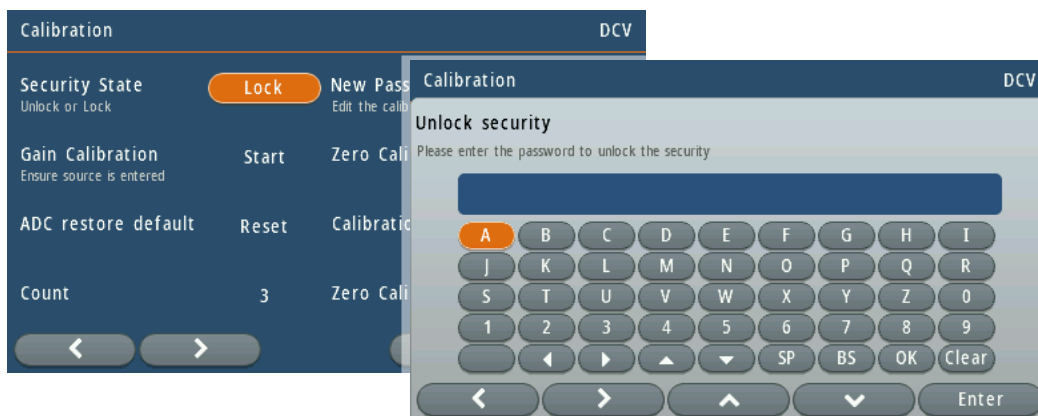 Calibration DCV
Security State Lock New Pass
Unlock or Lock Edit the calib
Gain Calibration Start Zero Cali
Ensure source is entered
ADC restore default Reset Calibratio
Count 3 Zero Cali
Calibration DCV
Unlock security
Please enter the password to unlock the security
A B C D E F G H I
J K L M N O P Q R
S T U V W X Y Z 0
1 2 3 4 5 6 7 8 9
SP BS OK Clear
Enter